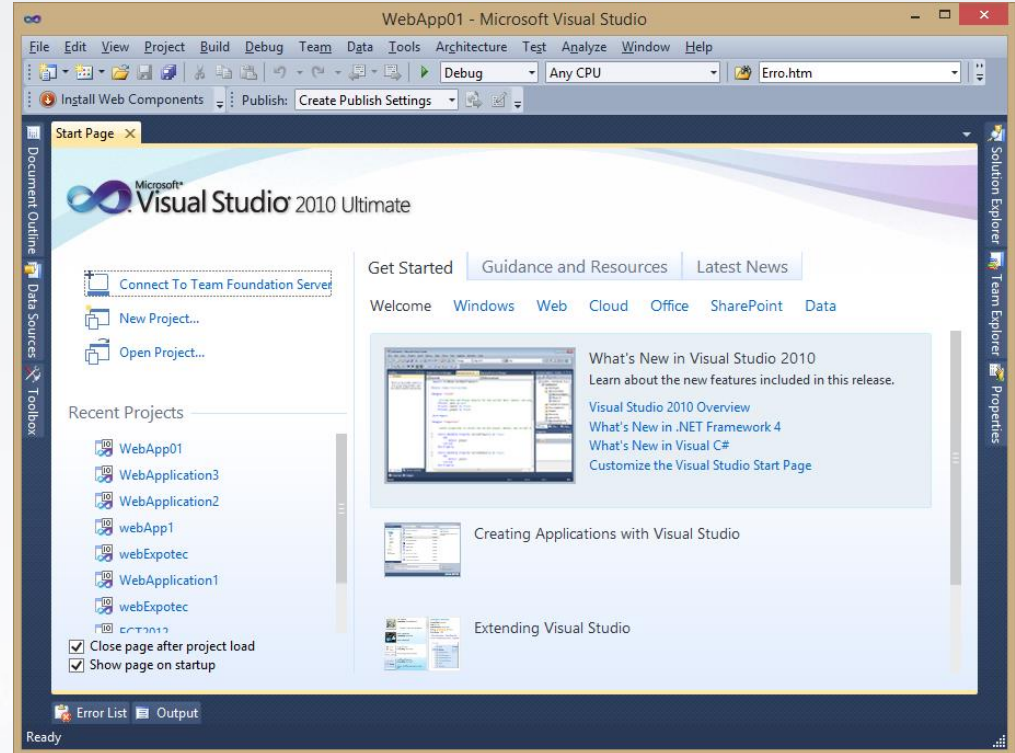 WebApp01 - Microsoft Visual Studio
File Edit View Project Build Debug Team Data Tools Architecture Test Analyze Window Help
Debug Any CPU Erro.htm
Install Web Components Publish: Create Publish Settings
Start Page
Document Outline
Data Sources
Toolbox
Microsoft
Visual Studio 2010 Ultimate
Connect To Team Foundation Server
New Project...
Open Project...
Recent Projects
WebApp01
WebApplication3
WebApplication2
webApp1
webExpotec
WebApplication1
webExpotec
ECT2012
Close page after project load
Show page on startup
Get Started Guidance and Resources Latest News
Welcome Windows Web Cloud Office SharePoint Data
What's New in Visual Studio 2010
Learn about the new features included in this release.
Visual Studio 2010 Overview
What's New in .NET Framework 4
What's New in Visual C#
Customize the Visual Studio Start Page
Creating Applications with Visual Studio
Extending Visual Studio
Solution Explorer
Team Explorer
Properties
Error List Output
Ready